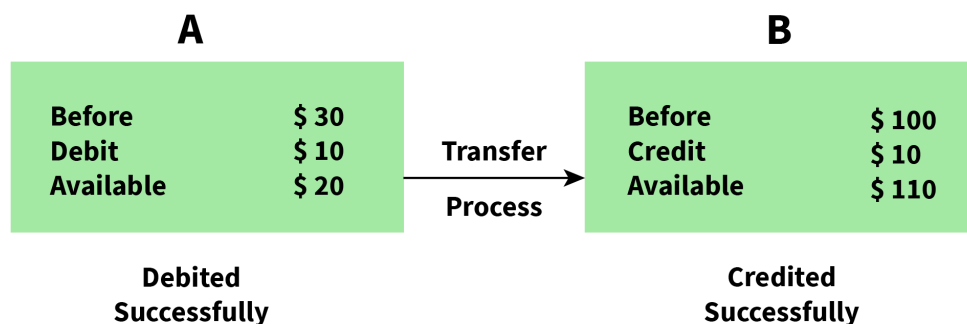 A
Before $ 30
Debit $ 10
Available $ 20
Debited
Successfully
Transfer
Process
B
Before $ 100
Credit $ 10
Available $ 110
Credited
Successfully